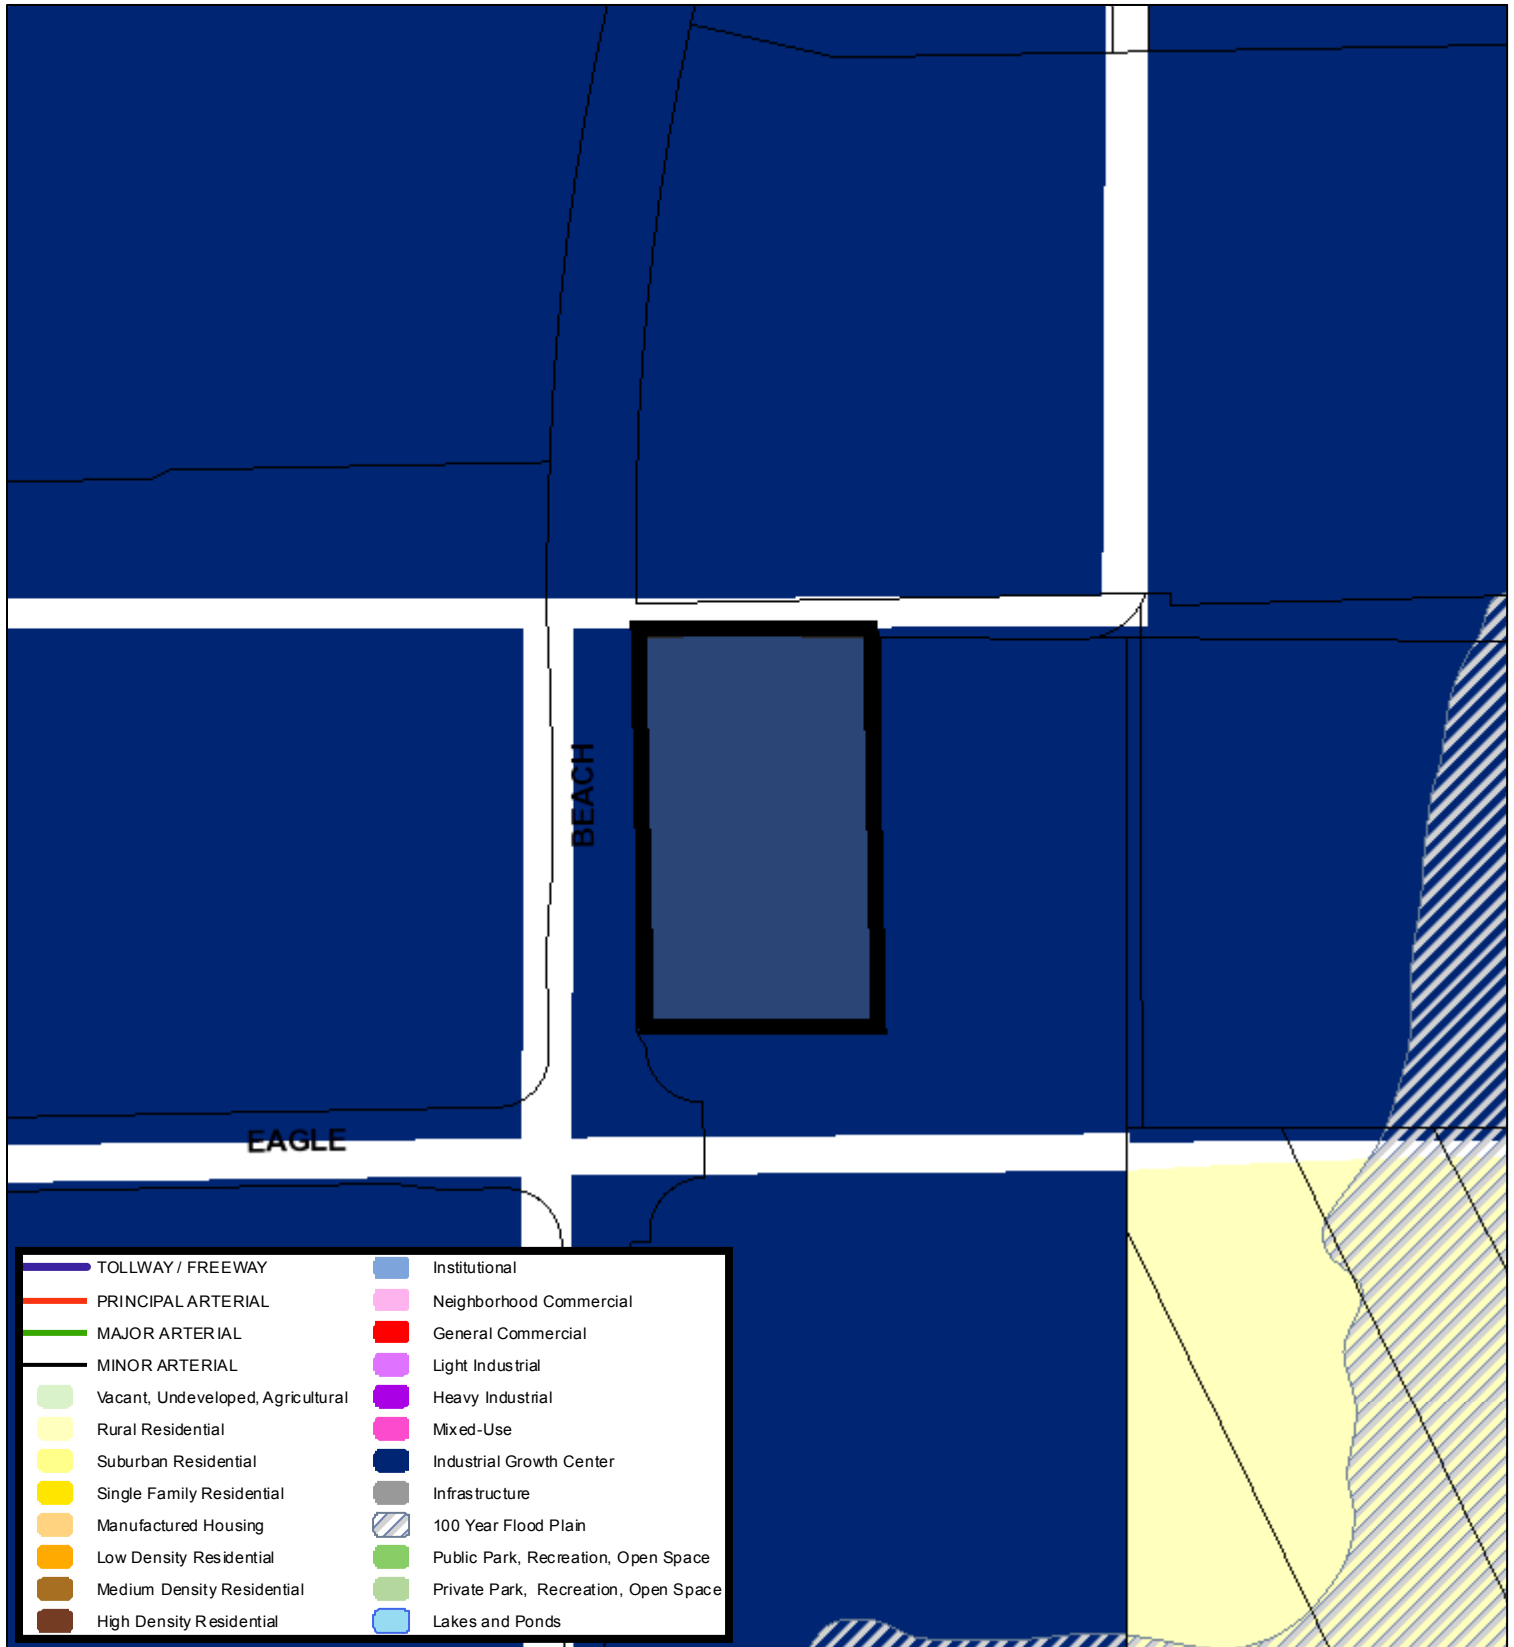 BEACH
EAGLE
TOLLWAY / FREEWAY
PRINCIPAL ARTERIAL
MAJOR ARTERIAL
MINOR ARTERIAL
Vacant, Undeveloped, Agricultural
Rural Residential
Suburban Residential
Single Family Residential
Manufactured Housing
Low Density Residential
Medium Density Residential
High Density Residential
Institutional
Neighborhood Commercial
General Commercial
Light Industrial
Heavy Industrial
Mixed-Use
Industrial Growth Center
Infrastructure
100 Year Flood Plain
Public Park, Recreation, Open Space
Private Park, Recreation, Open Space
Lakes and Ponds